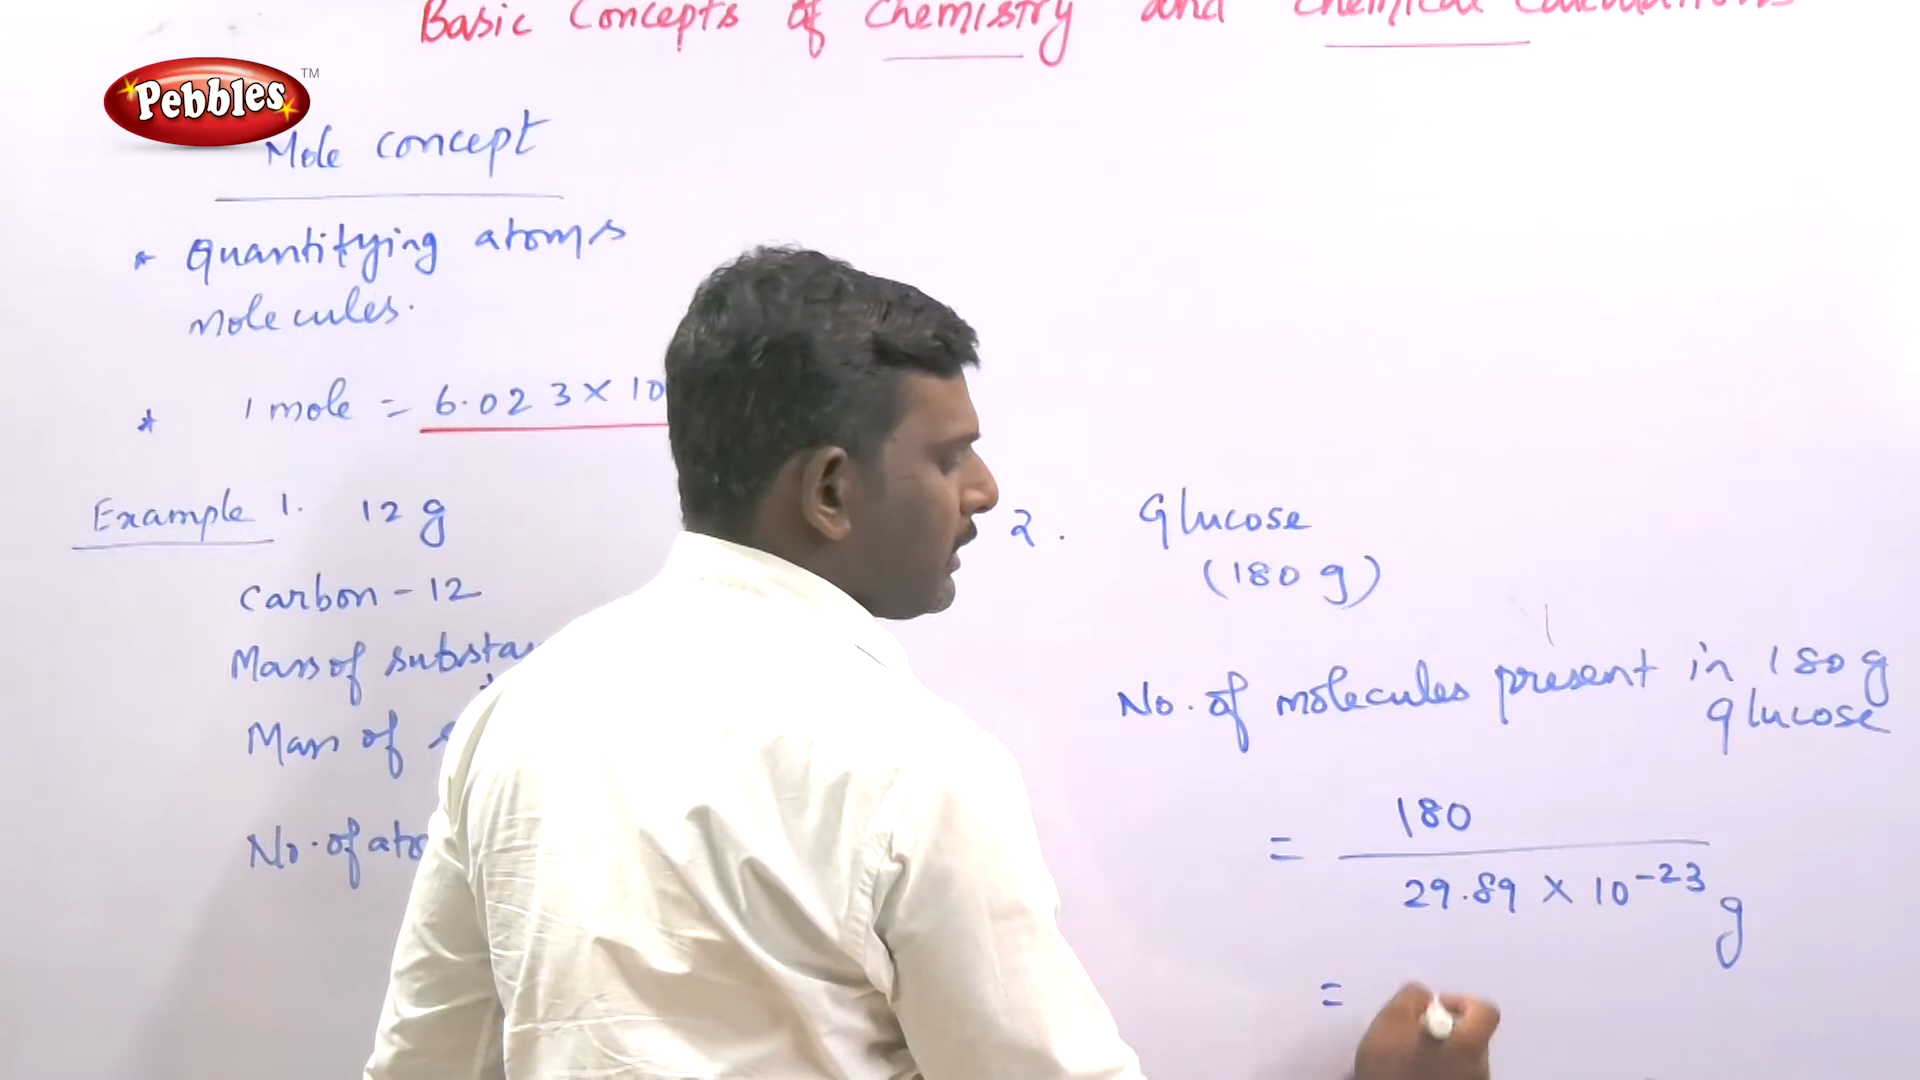 Basic Concepts of Chemistry and Chemical Calculations
Pebbles TM
Mole concept
* Quantifying atoms
molecules.
* 1 mole = 6.023 × 10
Example 1. 12 g
Carbon - 12
Mass of
Mass of
No. of
2. Glucose
(180 g)
No. of molecules present in 180 g
glucose
= 180
29.89 × 10⁻²³ g
=